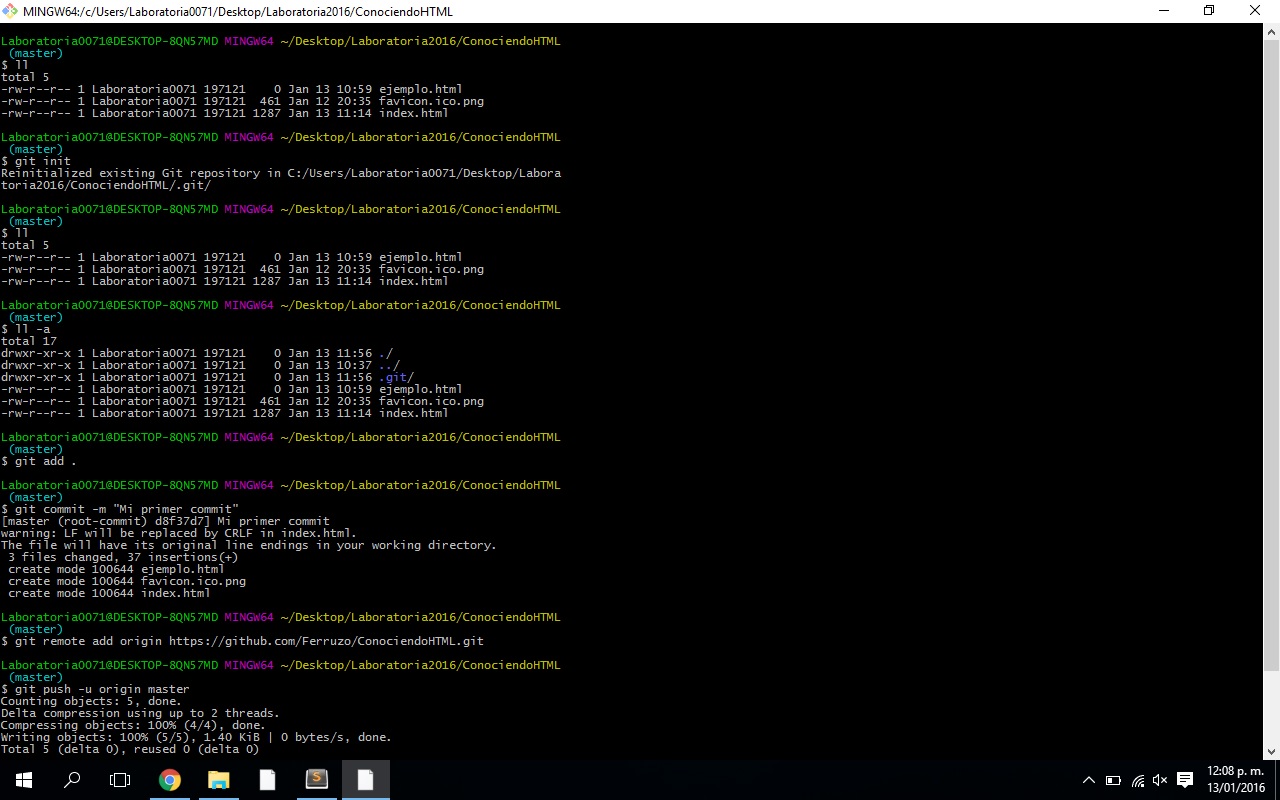 MINGW64:/c/Users/Laboratoria0071/Desktop/Laboratoria2016/ConociendoHTML
Laboratoria0071@DESKTOP-8QN57MD MINGW64 ~/Desktop/Laboratoria2016/ConociendoHTML
(master)
$ ll
total 5
-rw-r--r-- 1 Laboratoria0071 197121    0 Jan 13 10:59 ejemplo.html
-rw-r--r-- 1 Laboratoria0071 197121  461 Jan 12 20:35 favicon.ico.png
-rw-r--r-- 1 Laboratoria0071 197121 1287 Jan 13 11:14 index.html
Laboratoria0071@DESKTOP-8QN57MD MINGW64 ~/Desktop/Laboratoria2016/ConociendoHTML
(master)
$ git init
Reinitialized existing Git repository in C:/Users/Laboratoria0071/Desktop/Labora
toria2016/ConociendoHTML/.git/
Laboratoria0071@DESKTOP-8QN57MD MINGW64 ~/Desktop/Laboratoria2016/ConociendoHTML
(master)
$ ll
total 5
-rw-r--r-- 1 Laboratoria0071 197121    0 Jan 13 10:59 ejemplo.html
-rw-r--r-- 1 Laboratoria0071 197121  461 Jan 12 20:35 favicon.ico.png
-rw-r--r-- 1 Laboratoria0071 197121 1287 Jan 13 11:14 index.html
Laboratoria0071@DESKTOP-8QN57MD MINGW64 ~/Desktop/Laboratoria2016/ConociendoHTML
(master)
$ ll -a
total 17
drwxr-xr-x 1 Laboratoria0071 197121    0 Jan 13 11:56 ./
drwxr-xr-x 1 Laboratoria0071 197121    0 Jan 13 10:37 ../
drwxr-xr-x 1 Laboratoria0071 197121    0 Jan 13 11:56 .git/
-rw-r--r-- 1 Laboratoria0071 197121    0 Jan 13 10:59 ejemplo.html
-rw-r--r-- 1 Laboratoria0071 197121  461 Jan 12 20:35 favicon.ico.png
-rw-r--r-- 1 Laboratoria0071 197121 1287 Jan 13 11:14 index.html
Laboratoria0071@DESKTOP-8QN57MD MINGW64 ~/Desktop/Laboratoria2016/ConociendoHTML
(master)
$ git add .
Laboratoria0071@DESKTOP-8QN57MD MINGW64 ~/Desktop/Laboratoria2016/ConociendoHTML
(master)
$ git commit -m "Mi primer commit"
[master (root-commit) d8f37d7] Mi primer commit
warning: LF will be replaced by CRLF in index.html.
The file will have its original line endings in your working directory.
3 files changed, 37 insertions(+)
create mode 100644 ejemplo.html
create mode 100644 favicon.ico.png
create mode 100644 index.html
Laboratoria0071@DESKTOP-8QN57MD MINGW64 ~/Desktop/Laboratoria2016/ConociendoHTML
(master)
$ git remote add origin https://github.com/Ferruzo/ConociendoHTML.git
Laboratoria0071@DESKTOP-8QN57MD MINGW64 ~/Desktop/Laboratoria2016/ConociendoHTML
(master)
$ git push -u origin master
Counting objects: 5, done.
Delta compression using up to 2 threads.
Compressing objects: 100% (4/4), done.
Writing objects: 100% (5/5), 1.40 KiB | 0 bytes/s, done.
Total 5 (delta 0), reused 0 (delta 0)
12:08 p. m.
13/01/2016